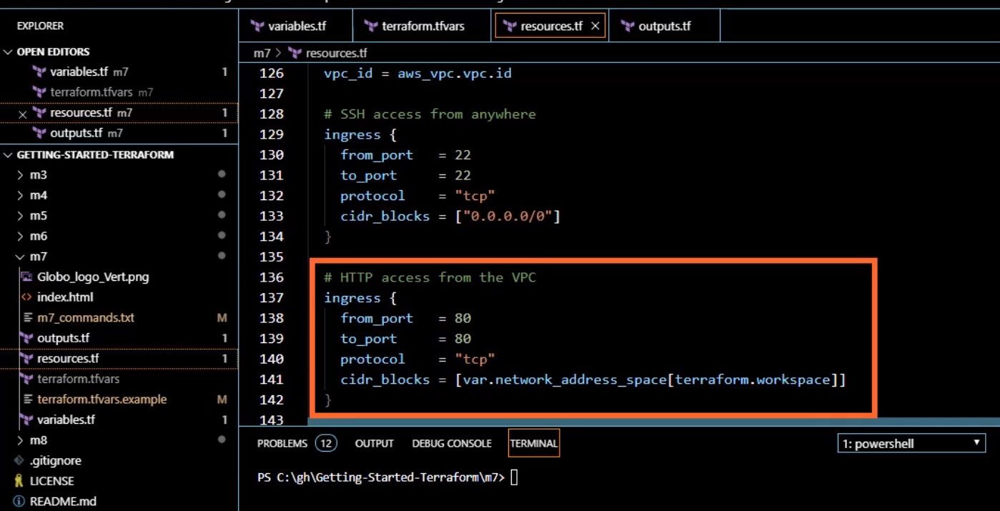 EXPLORER
OPEN EDITORS
variables.tf m7 1
terraform.tfvars m7
resources.tf m7 1
outputs.tf m7 1
GETTING-STARTED-TERRAFORM
m3
m4
m5
m6
m7
Globo_logo_Vert.png
index.html
m7_commands.txt M
outputs.tf 1
resources.tf 1
terraform.tfvars
terraform.tfvars.example M
variables.tf 1
m8
.gitignore
LICENSE
README.md
variables.tf terraform.tfvars resources.tf outputs.tf
m7 > resources.tf
126 vpc_id = aws_vpc.vpc.id
127
128 # SSH access from anywhere
129 ingress {
130 from_port = 22
131 to_port = 22
132 protocol = "tcp"
133 cidr_blocks = ["0.0.0.0/0"]
134 }
135
136 # HTTP access from the VPC
137 ingress {
138 from_port = 80
139 to_port = 80
140 protocol = "tcp"
141 cidr_blocks = [var.network_address_space[terraform.workspace]]
142 }
143
PROBLEMS 12 OUTPUT DEBUG CONSOLE TERMINAL 1: powershell
PS C:\gh\Getting-Started-Terraform\m7>